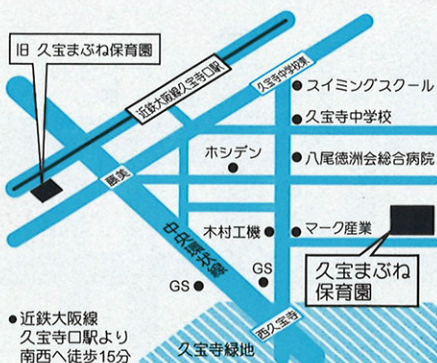 旧 久宝まぶね保育園
近鉄大阪線久宝寺口駅
久宝寺中学校東
スイミングスクール
久宝寺中学校
ホシデン
八尾徳洲会総合病院
藤美
中央環状線
木村工機
マーク産業
久宝まぶね
保育園
GS
GS
西久宝寺
久宝寺緑地
●近鉄大阪線
久宝寺口駅より
南西へ徒歩15分